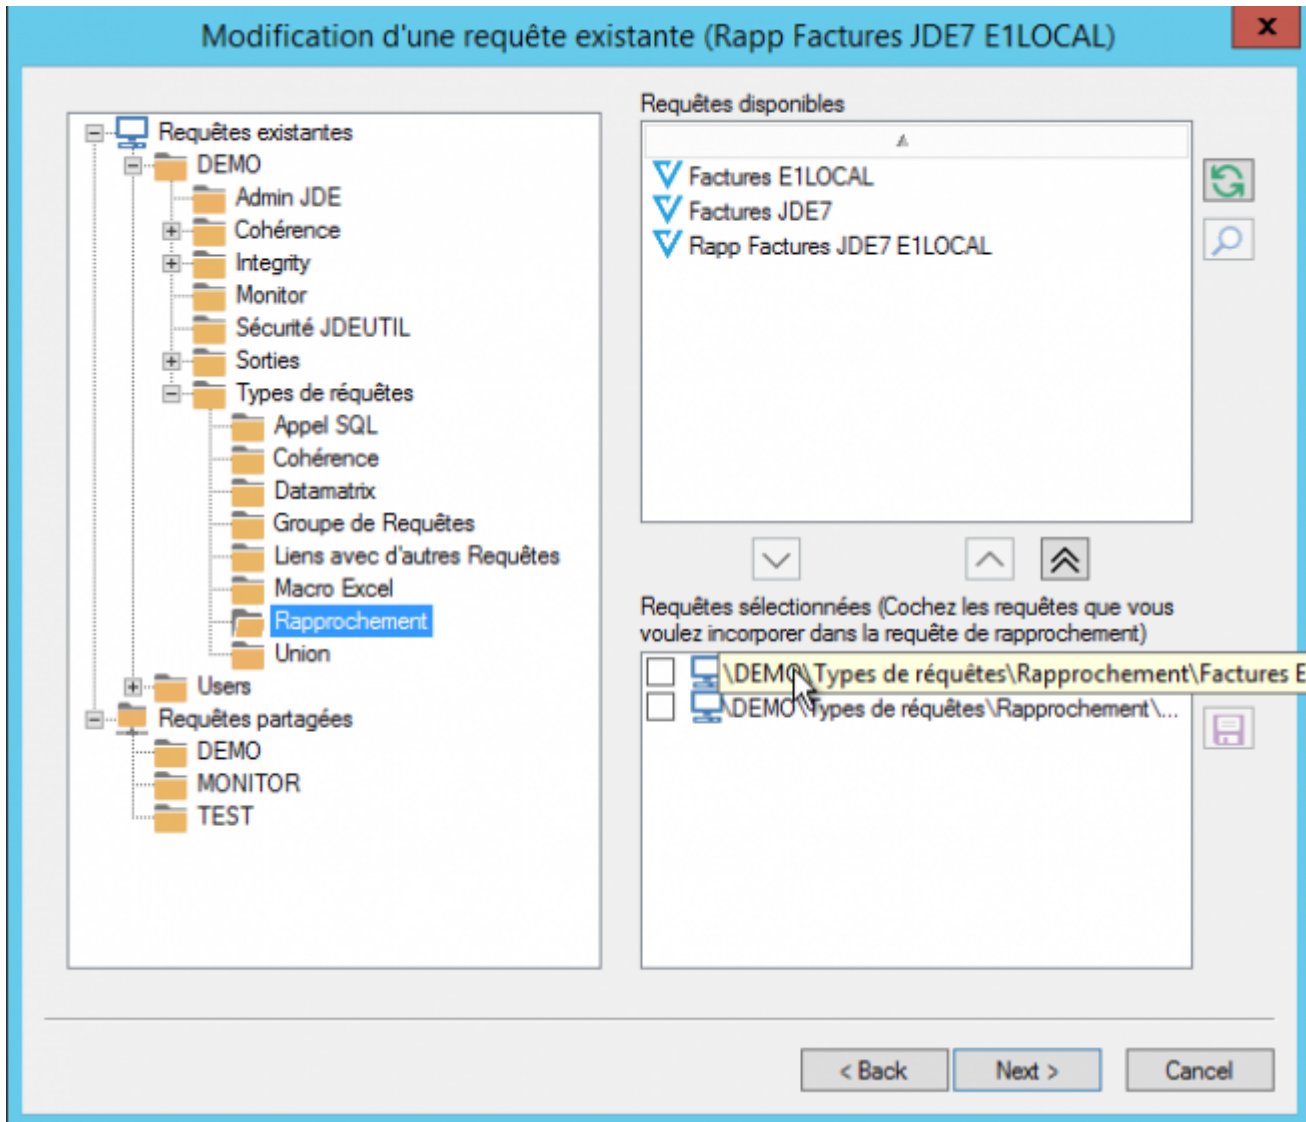 Modification d'une requête existante (Rapp Factures JDE7 E1LOCAL)
x
Requêtes existantes
DEMO
Admin JDE
Cohérence
Integrity
Monitor
Sécurité JDEUTIL
Sorties
Types de réquêtes
Appel SQL
Cohérence
Datamatrix
Groupe de Requêtes
Liens avec d'autres Requêtes
Macro Excel
Rapprochement
Union
Users
Requêtes partagées
DEMO
MONITOR
TEST
Requêtes disponibles
Factures E1LOCAL
Factures JDE7
Rapp Factures JDE7 E1LOCAL
Requêtes sélectionnées (Cochez les requêtes que vous
voulez incorporer dans la requête de rapprochement)
\DEMO\Types de réquêtes\Rapprochement\Factures E
\DEMO\Types de réquêtes\Rapprochement\...
< Back
Next >
Cancel